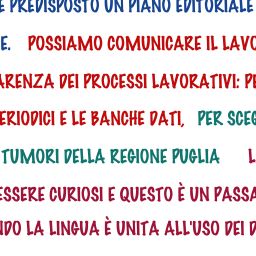 E PREDISPOSTO UN PIANO EDITORIALE
E. POSSIAMO COMUNICARE IL LAVO
ARENZA DEI PROCESSI LAVORATIVI: PE
ERIODICI E LE BANCHE DATI, PER SCEG
TUMORI DELLA REGIONE PUGLIA L
ESSERE CURIOSI E QUESTO È UN PASSA
NDO LA LINGUA È UNITA ALL'USO DEI D